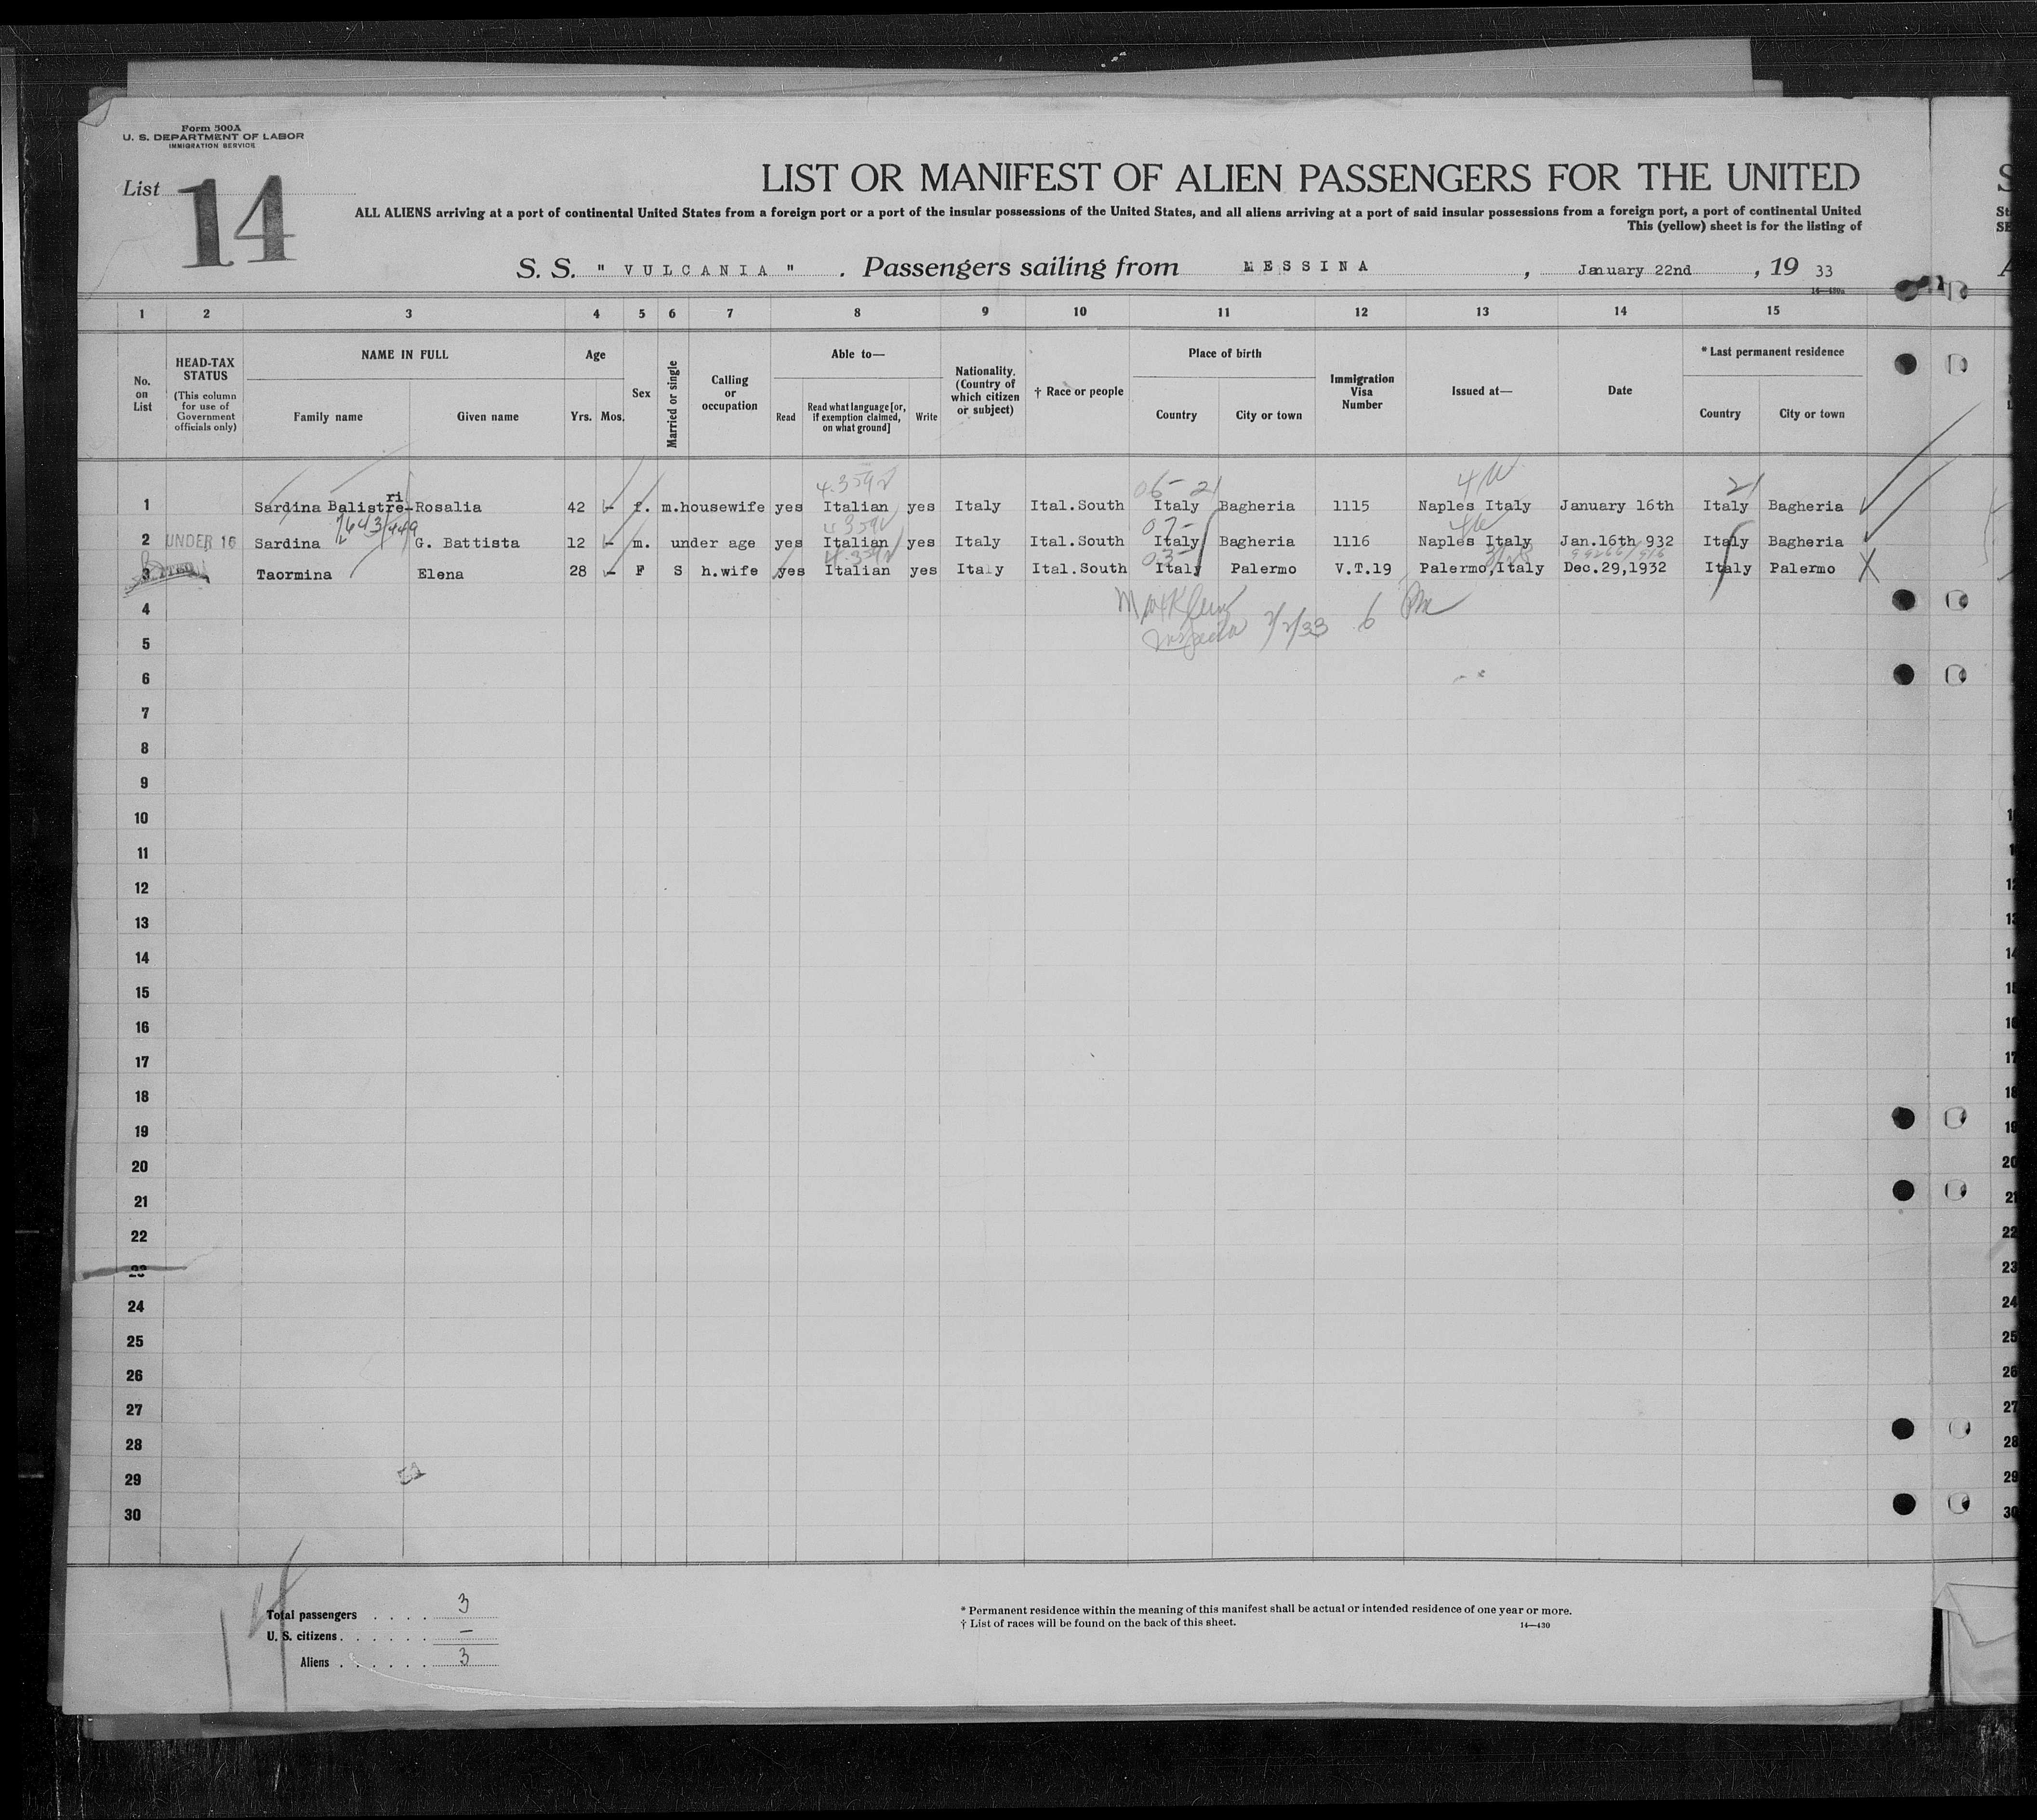 Form 500A
U. S. DEPARTMENT OF LABOR
IMMIGRATION SERVICE
List 14
LIST OR MANIFEST OF ALIEN PASSENGERS FOR THE UNITED
ALL ALIENS arriving at a port of continental United States from a foreign port or a port of the insular possessions of the United States, and all aliens arriving at a port of said insular possessions from a foreign port, a port of continental United
This (yellow) sheet is for the listing of
S. S. " VULCANIA " . Passengers sailing from MESSINA , January 22nd , 19 33
1 2 3 4 5 6 7 8 9 10 11 12 13 14 15
No. on List
HEAD-TAX STATUS
(This column for use of Government officials only)
NAME IN FULL
Family name
Given name
Age
Yrs. Mos.
Sex
Married or single
Calling or occupation
Able to—
Read
Read what language [or, if exemption claimed, on what ground]
Write
Nationality. (Country of which citizen or subject)
† Race or people
Place of birth
Country
City or town
Immigration Visa Number
Issued at—
Date
* Last permanent residence
Country
City or town
ri
1 Sardina Balistre-Rosalia 42 - f. m. housewife yes Italian yes Italy Ital.South Italy Bagheria 1115 Naples Italy January 16th Italy Bagheria
2 UNDER 16 Sardina G. Battista 12 - m. under age yes Italian yes Italy Ital.South Italy Bagheria 1116 Naples Italy Jan.16th 932 Italy Bagheria
3 Taormina Elena 28 - F S h.wife yes Italian yes Italy Ital.South Italy Palermo V.T.19 Palermo,Italy Dec.29,1932 Italy Palermo X
4
2/2/33 6
5
6
7
8
9
10
11
12
13
14
15
16
17
18
19
20
21
22
23
24
25
26
27
28
29
30
14
Total passengers . . . . 3
U. S. citizens . . . . . . —
Aliens . . . . . . 3
* Permanent residence within the meaning of this manifest shall be actual or intended residence of one year or more.
† List of races will be found on the back of this sheet.
14—430